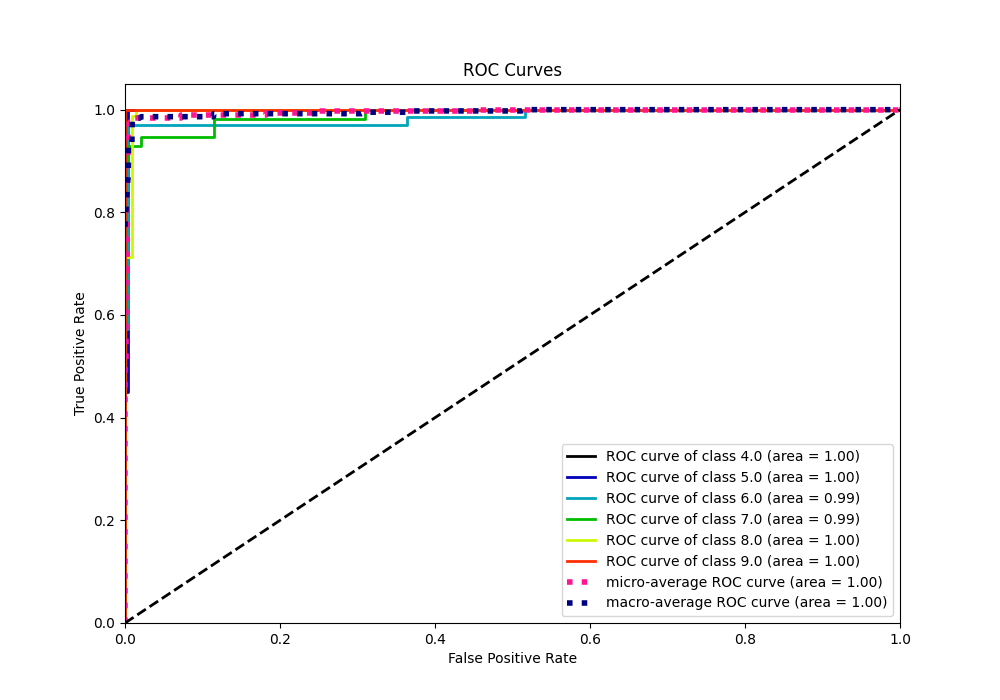 ROC Curves
True Positive Rate
1.0
0.8
0.6
0.4
0.2
0.0
0.0 0.2 0.4 0.6 0.8 1.0
False Positive Rate
ROC curve of class 4.0 (area = 1.00)
ROC curve of class 5.0 (area = 1.00)
ROC curve of class 6.0 (area = 0.99)
ROC curve of class 7.0 (area = 0.99)
ROC curve of class 8.0 (area = 1.00)
ROC curve of class 9.0 (area = 1.00)
micro-average ROC curve (area = 1.00)
macro-average ROC curve (area = 1.00)